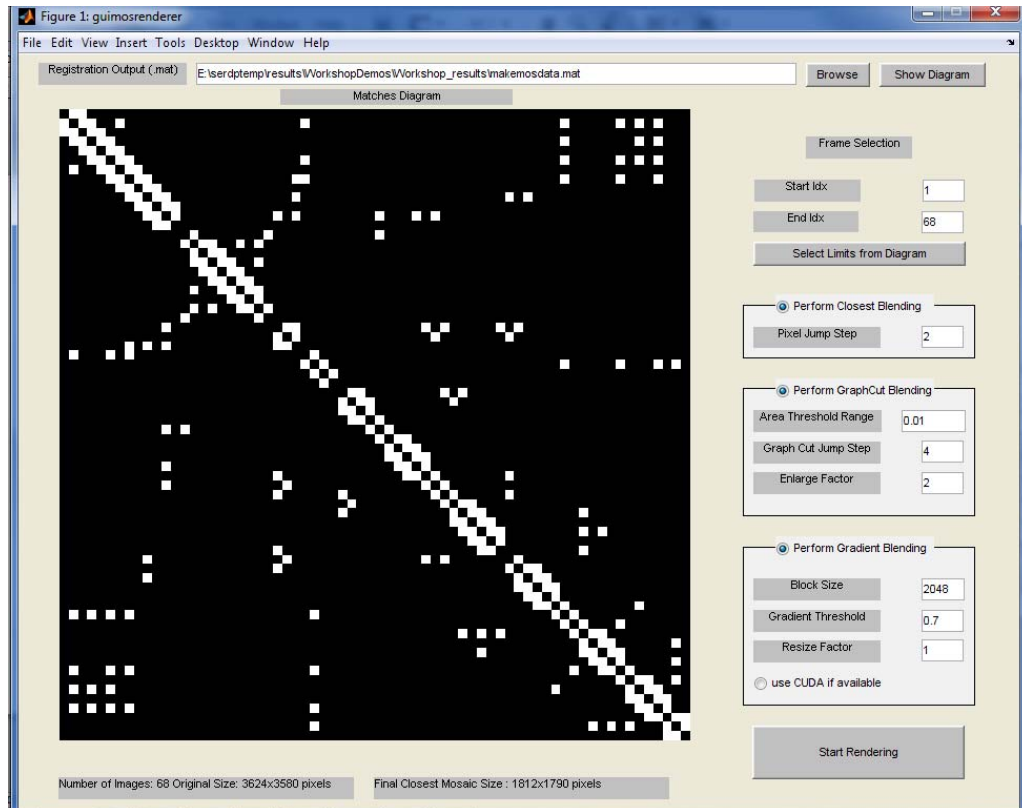 Figure 1: guimosrenderer
File Edit View Insert Tools Desktop Window Help
Registration Output (.mat) E:\serdptemp\results\WorkshopDemos\Workshop_results\makemosdata.mat Browse Show Diagram
Matches Diagram
Frame Selection
Start Idx 1
End Idx 68
Select Limits from Diagram
Perform Closest Blending
Pixel Jump Step 2
Perform GraphCut Blending
Area Threshold Range 0.01
Graph Cut Jump Step 4
Enlarge Factor 2
Perform Gradient Blending
Block Size 2048
Gradient Threshold 0.7
Resize Factor 1
use CUDA if available
Start Rendering
Number of Images: 68 Original Size: 3624x3580 pixels Final Closest Mosaic Size : 1812x1790 pixels